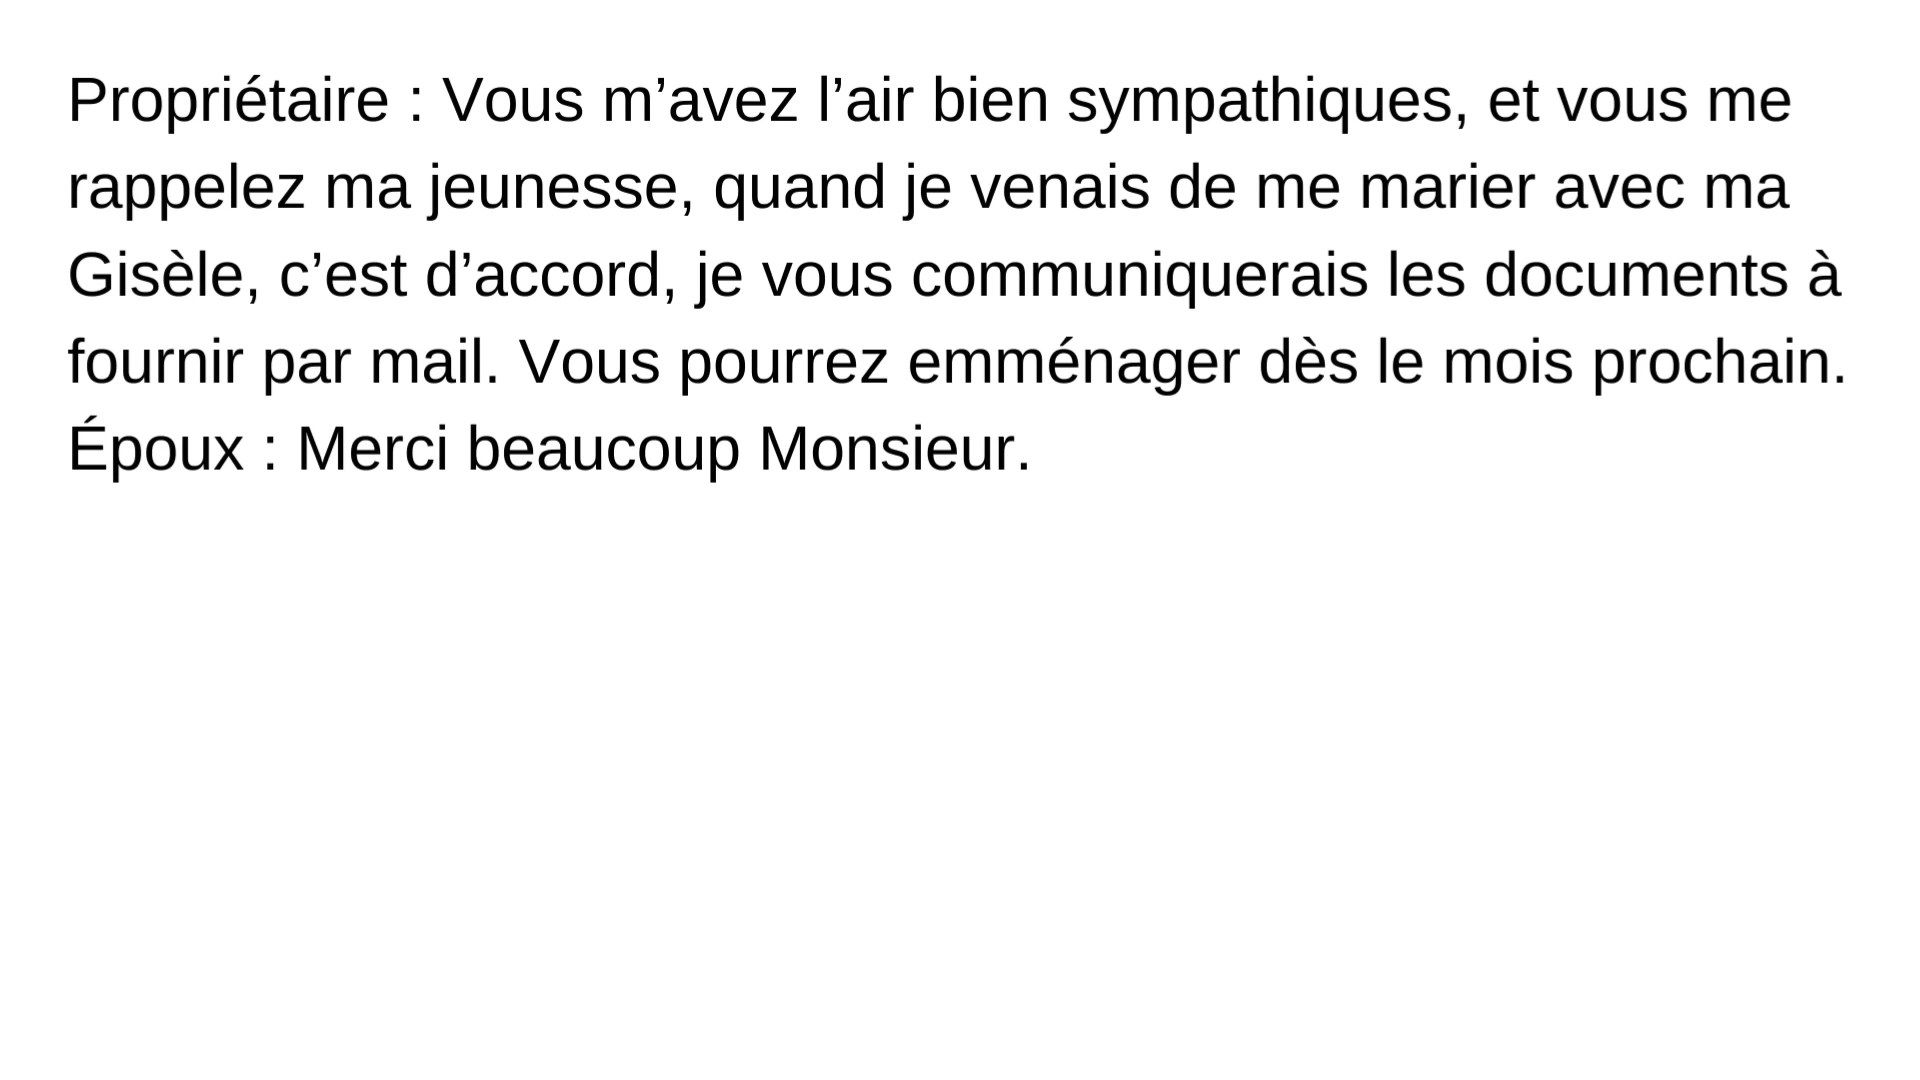 Propriétaire : Vous m’avez l’air bien sympathiques, et vous me
rappelez ma jeunesse, quand je venais de me marier avec ma
Gisèle, c’est d’accord, je vous communiquerais les documents à
fournir par mail. Vous pourrez emménager dès le mois prochain.
Époux : Merci beaucoup Monsieur.